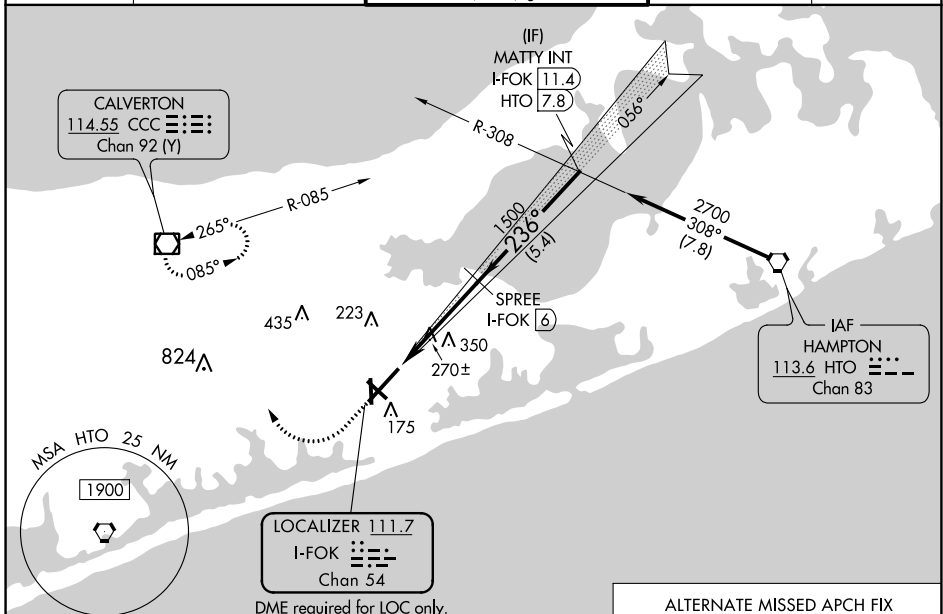 (IF)
MATTY INT
I-FOK 11.4
HTO 7.8
R-308
056°
CALVERTON
114.55 CCC
Chan 92 (Y)
265°
R-085
085°
1500
236°
(5.4)
2700
308°
(7.8)
SPREE
I-FOK 6
435
223
350
270±
824
175
IAF
HAMPTON
113.6 HTO
Chan 83
MSA HTO 25 NM
1900
LOCALIZER 111.7
I-FOK
Chan 54
DME required for LOC only.
ALTERNATE MISSED APCH FIX